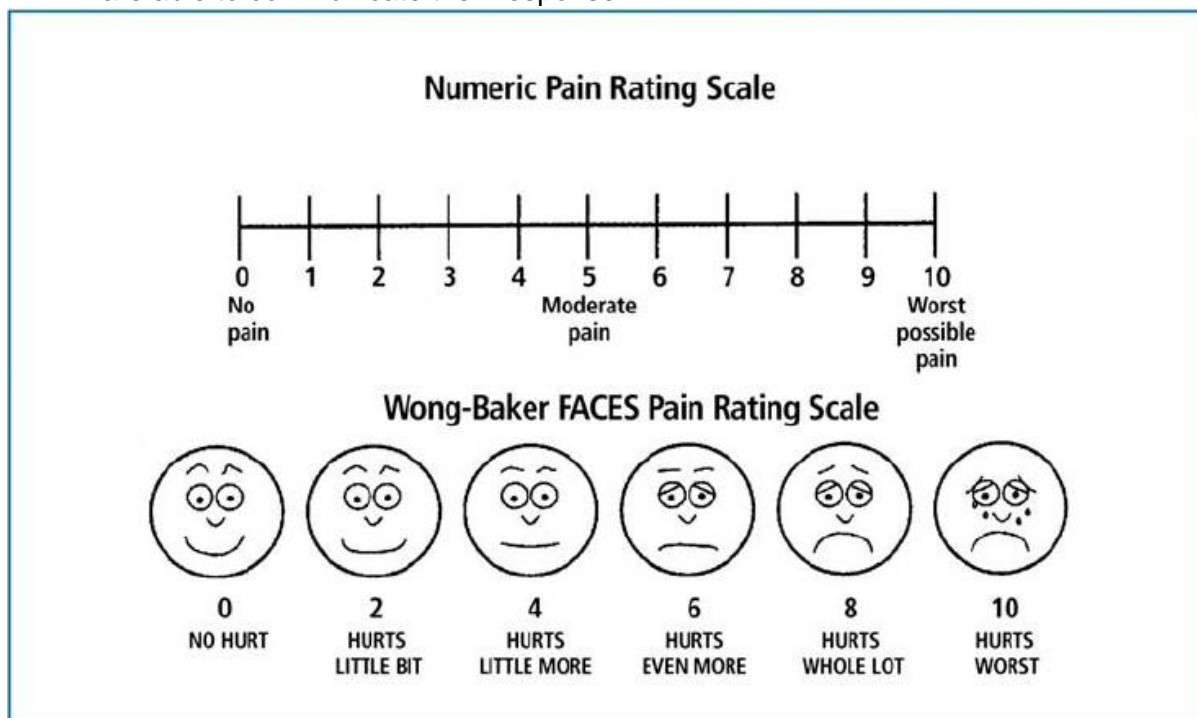 Numeric Pain Rating Scale
0 1 2 3 4 5 6 7 8 9 10
No Moderate Worst
pain pain possible
pain
Wong-Baker FACES Pain Rating Scale
0 2 4 6 8 10
NO HURT HURTS HURTS HURTS HURTS HURTS
LITTLE BIT LITTLE MORE EVEN MORE WHOLE LOT WORST